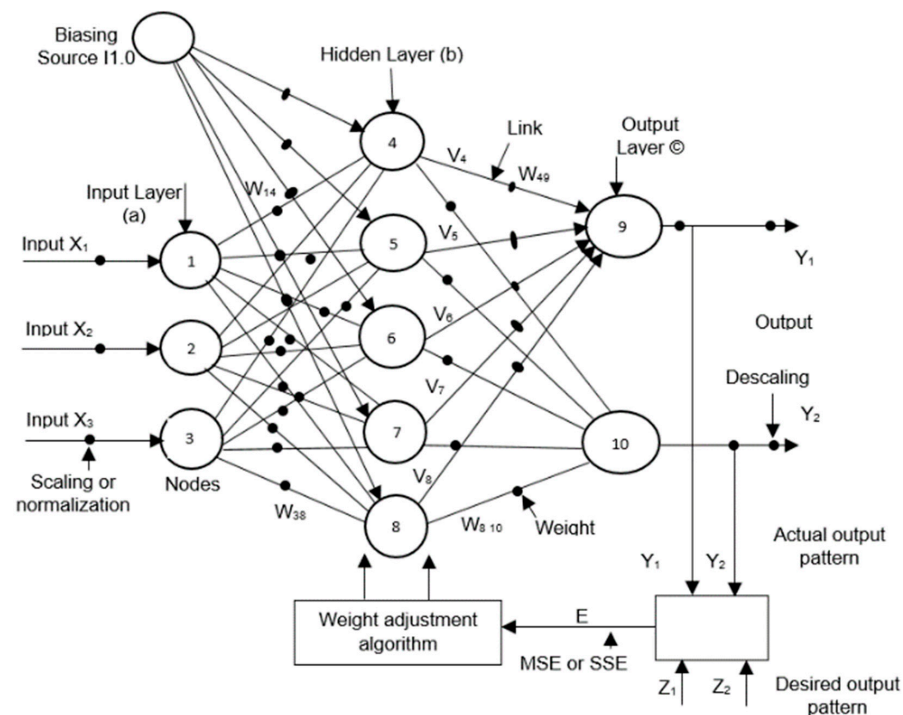 Biasing
Source I1.0
Hidden Layer (b)
Link
Output
Layer ©
4
V₄
W₄₉
W₁₄
Input Layer
(a)
Input X₁
1
5
V₅
9
Y₁
Input X₂
2
6
V₆
Output
Descaling
V₇
Input X₃
3
7
10
Y₂
Scaling or
normalization
Nodes
V₈
W₃₈
8
W₈ ₁₀
Weight
Actual output
pattern
Y₁
Y₂
Weight adjustment
algorithm
E
MSE or SSE
Z₁
Z₂
Desired output
pattern